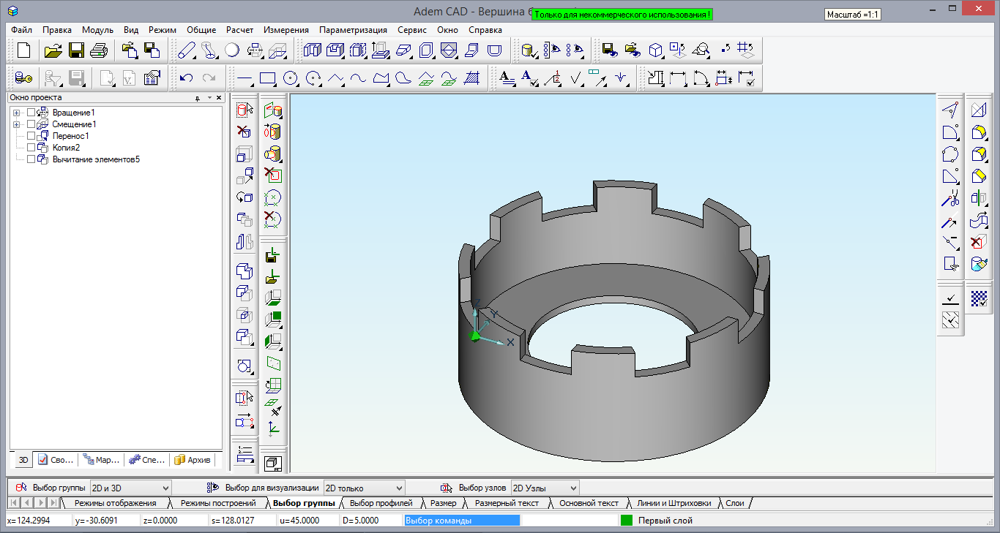 Adem CAD - Вершина б
Только для некоммерческого использования !
Масштаб =1:1
Файл Правка Модуль Вид Режим Общие Расчет Измерения Параметризация Сервис Окно Справка
Окно проекта
Вращение1
Смещение1
Перенос1
Копия2
Вычитание элементов5
Z
Y
X
3D Сво... Мар... Спе... Архив
Выбор группы 2D и 3D Выбор для визуализации 2D только Выбор узлов 2D Узлы
Режимы отображения Режимы построений Выбор группы Выбор профилей Размер Размерный текст Основной текст Линии и Штриховки Слои
x=124.2994 y=-30.6091 z=0.0000 s=128.0127 u=45.0000 D=5.0000 Выбор команды Первый слой